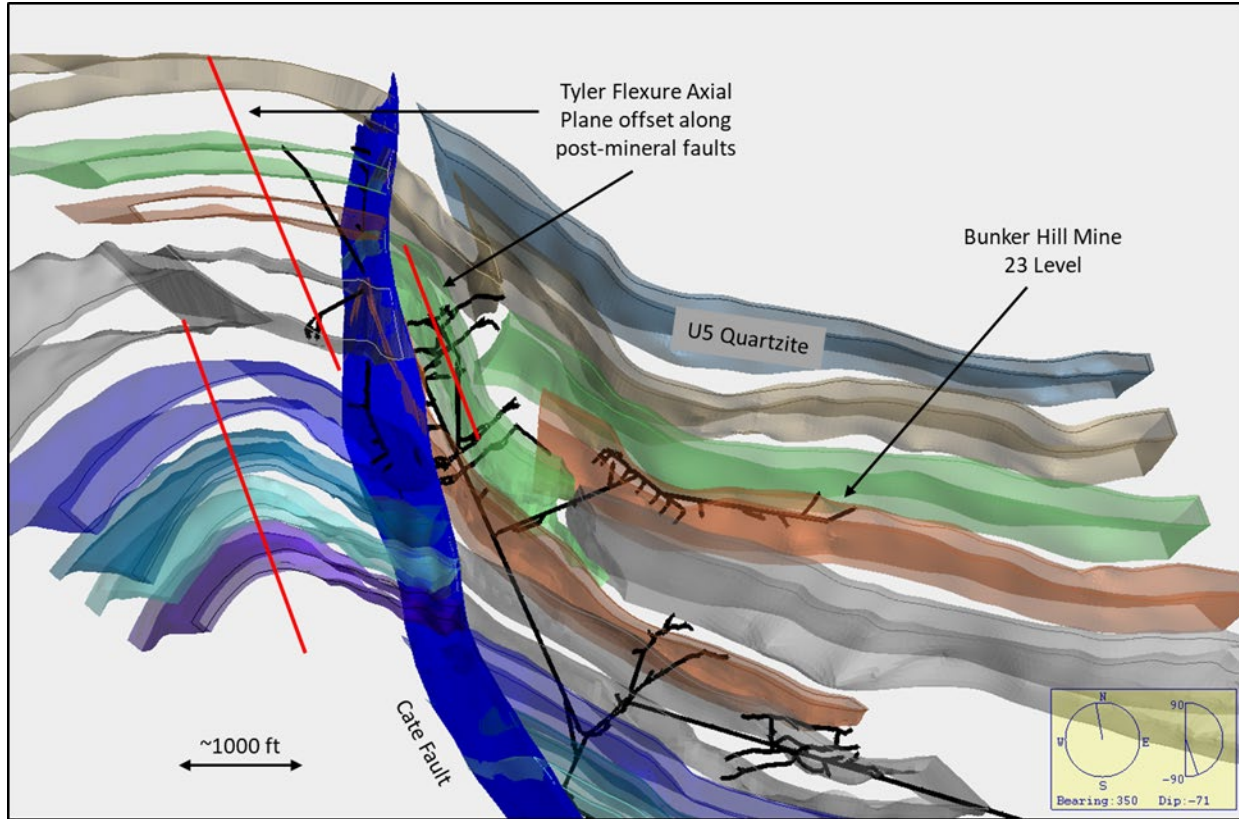 Tyler Flexure Axial
Plane offset along
post-mineral faults
Bunker Hill Mine
23 Level
U5 Quartzite
Cate Fault
~1000 ft
N
W
E
S
90
-90
Bearing:350 Dip:-71